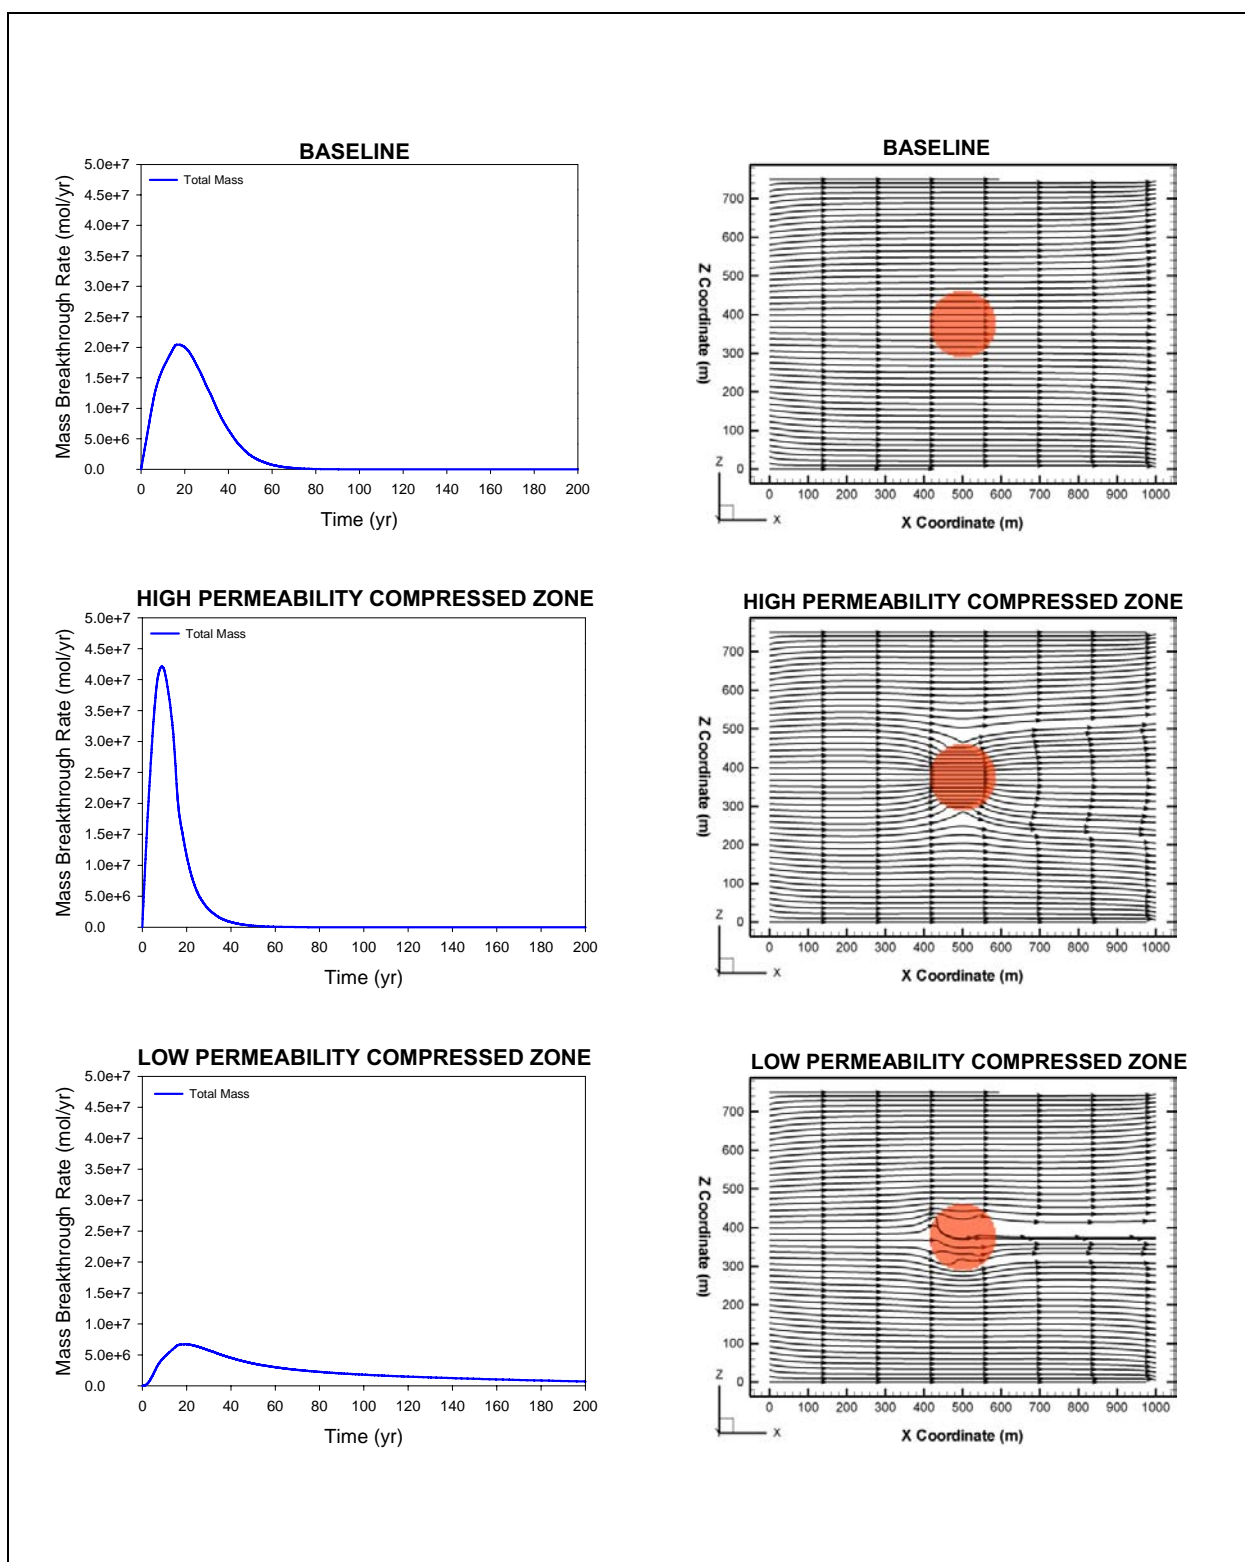 BASELINE
5.0e+7
4.5e+7
4.0e+7
3.5e+7
3.0e+7
2.5e+7
2.0e+7
1.5e+7
1.0e+7
5.0e+6
0.0
Mass Breakthrough Rate (mol/yr)
Total Mass
0 20 40 60 80 100 120 140 160 180 200
Time (yr)
BASELINE
700
600
500
400
300
200
100
0
Z Coordinate (m)
0 100 200 300 400 500 600 700 800 900 1000
X Coordinate (m)
Z
Y
X
HIGH PERMEABILITY COMPRESSED ZONE
5.0e+7
4.5e+7
4.0e+7
3.5e+7
3.0e+7
2.5e+7
2.0e+7
1.5e+7
1.0e+7
5.0e+6
0.0
Mass Breakthrough Rate (mol/yr)
Total Mass
0 20 40 60 80 100 120 140 160 180 200
Time (yr)
HIGH PERMEABILITY COMPRESSED ZONE
700
600
500
400
300
200
100
0
Z Coordinate (m)
0 100 200 300 400 500 600 700 800 900 1000
X Coordinate (m)
Z
Y
X
LOW PERMEABILITY COMPRESSED ZONE
5.0e+7
4.5e+7
4.0e+7
3.5e+7
3.0e+7
2.5e+7
2.0e+7
1.5e+7
1.0e+7
5.0e+6
0.0
Mass Breakthrough Rate (mol/yr)
Total Mass
0 20 40 60 80 100 120 140 160 180 200
Time (yr)
LOW PERMEABILITY COMPRESSED ZONE
700
600
500
400
300
200
100
0
Z Coordinate (m)
0 100 200 300 400 500 600 700 800 900 1000
X Coordinate (m)
Z
Y
X